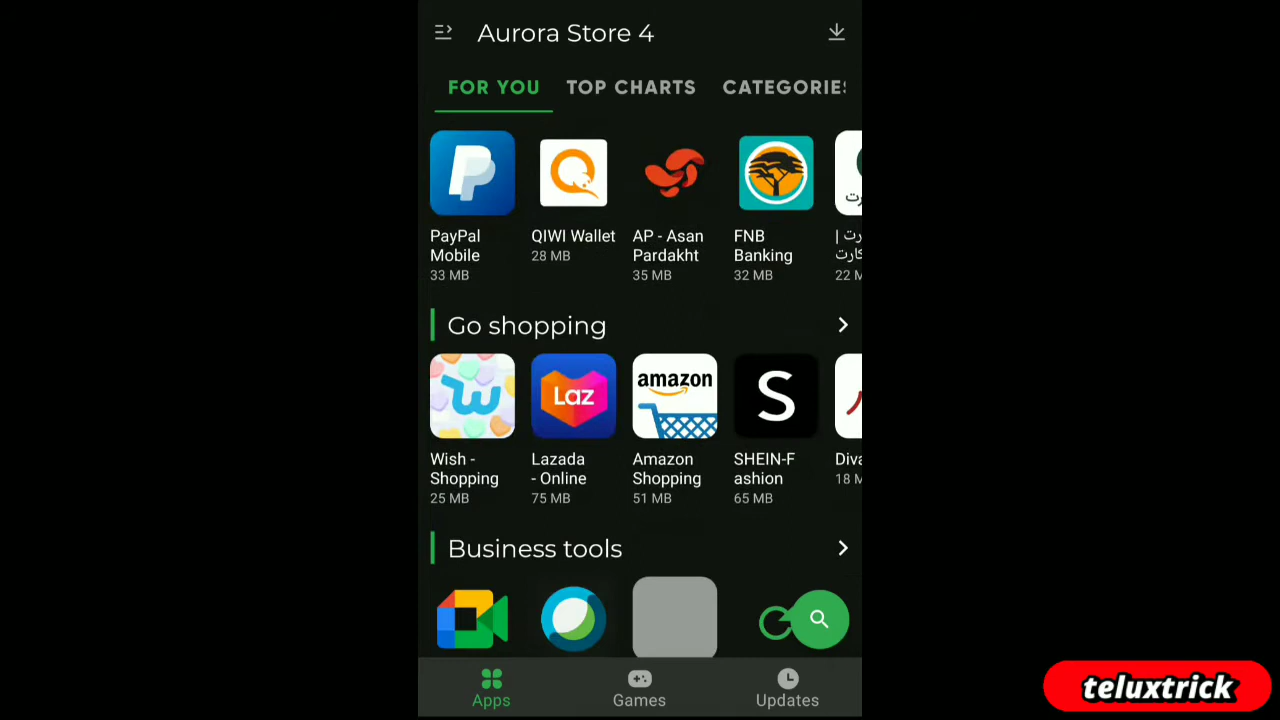 Aurora Store 4
FOR YOU
TOP CHARTS
CATEGORIES
PayPal
Mobile
33 MB
QIWI Wallet
28 MB
AP - Asan
Pardakht
35 MB
FNB
Banking
32 MB
22 M
Go shopping
amazon
Laz
Wish -
Shopping
25 MB
Lazada
- Online
75 MB
Amazon
Shopping
51 MB
SHEIN-F
ashion
65 MB
Diva
18 M
Business tools
Apps
Games
Updates
teluxtrick